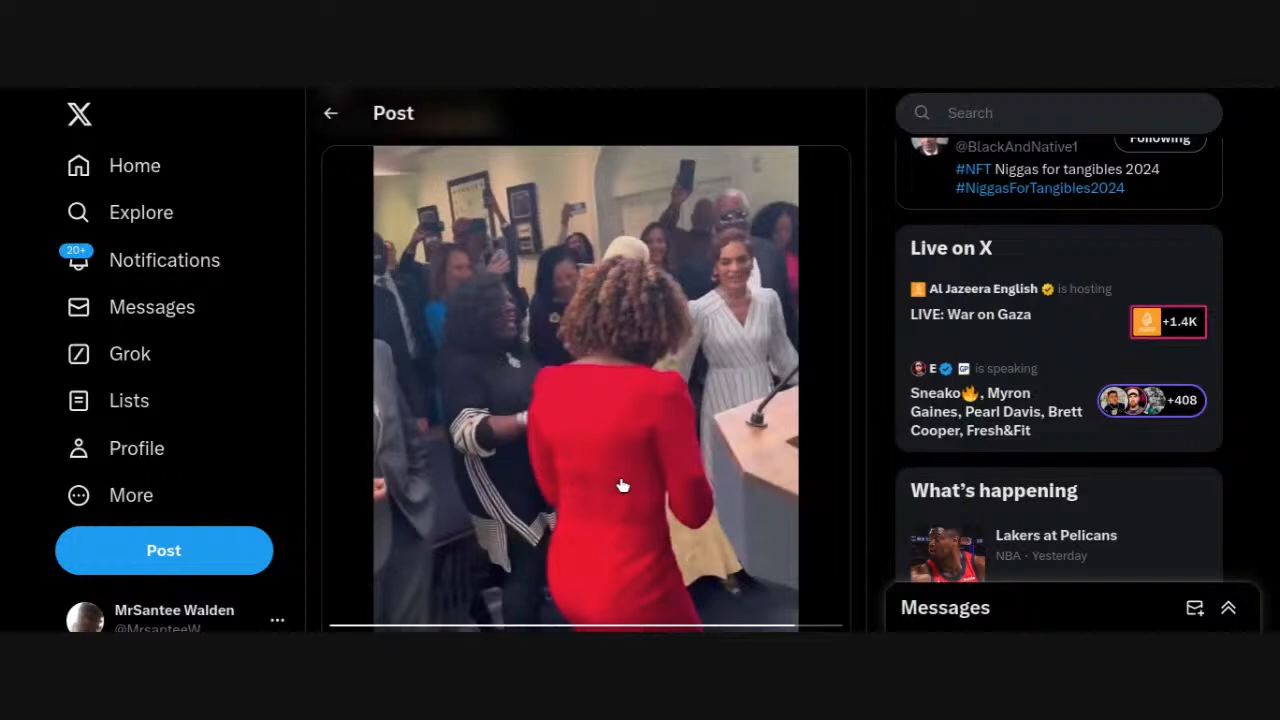 X
Home
Explore
20+
Notifications
Messages
Grok
Lists
Profile
More
Post
MrSantee Walden
@MrsanteeW
Post
Search
@BlackAndNative1
Following
#NFT Niggas for tangibles 2024
#NiggasForTangibles2024
Live on X
Al Jazeera English is hosting
LIVE: War on Gaza
+1.4K
E GP is speaking
Sneako🔥, Myron
Gaines, Pearl Davis, Brett
Cooper, Fresh&Fit
+408
What’s happening
Lakers at Pelicans
NBA · Yesterday
Messages